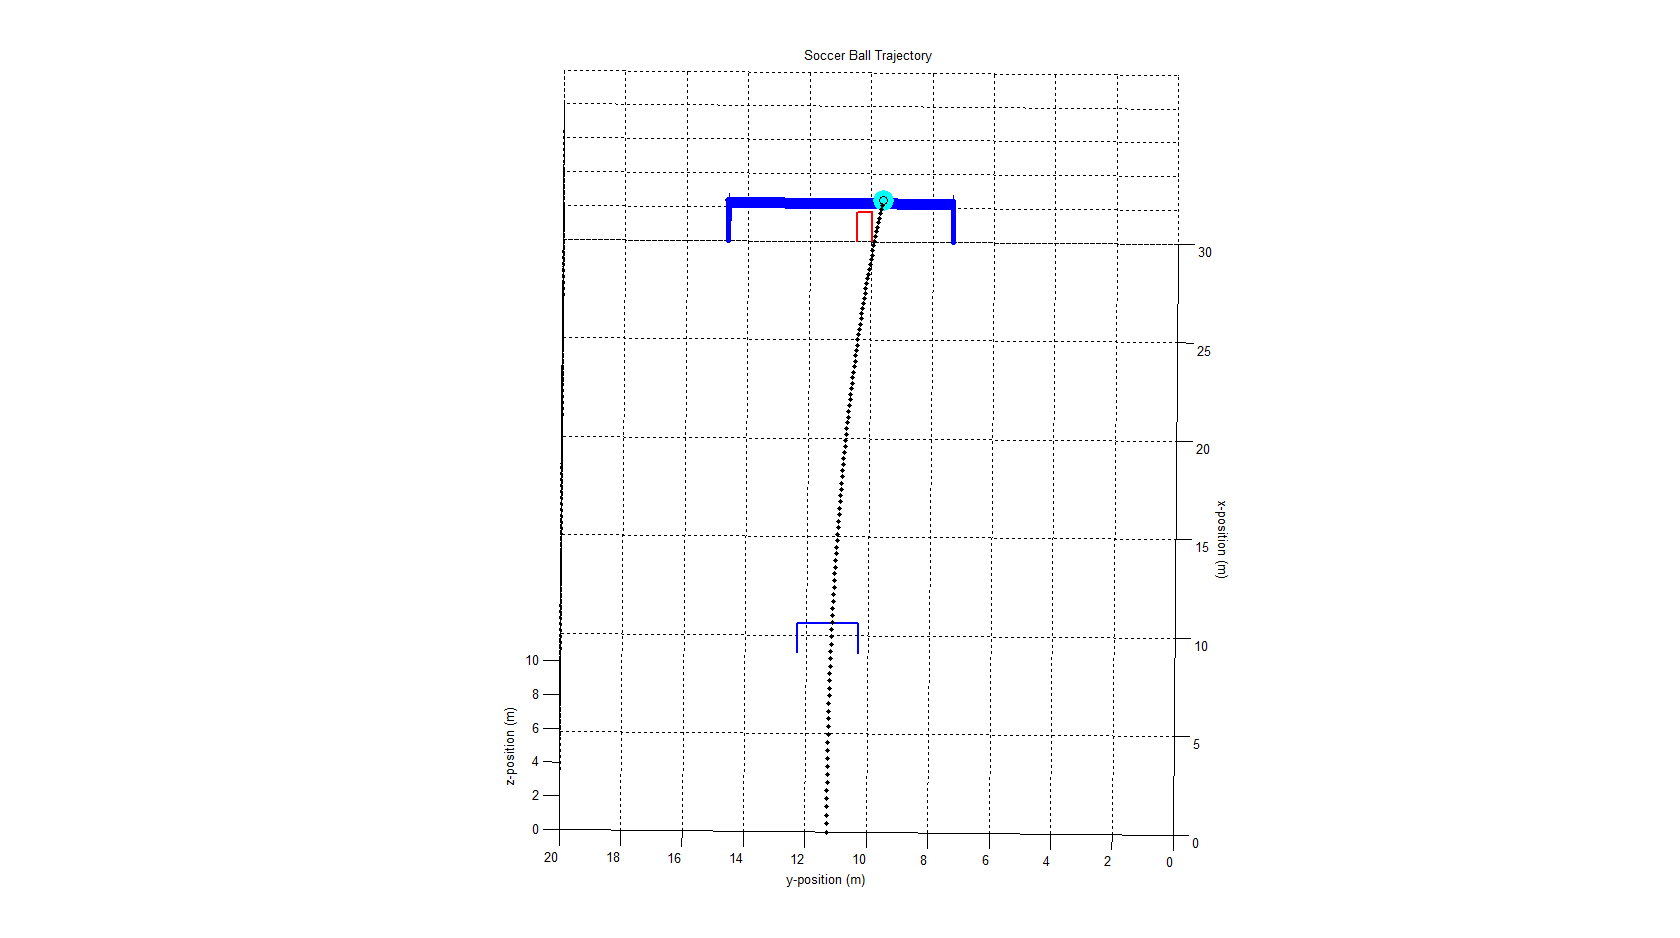 Soccer Ball Trajectory
30
25
20
15
10
5
0
x-position (m)
10
8
6
4
2
0
z-position (m)
20 18 16 14 12 10 8 6 4 2 0
y-position (m)